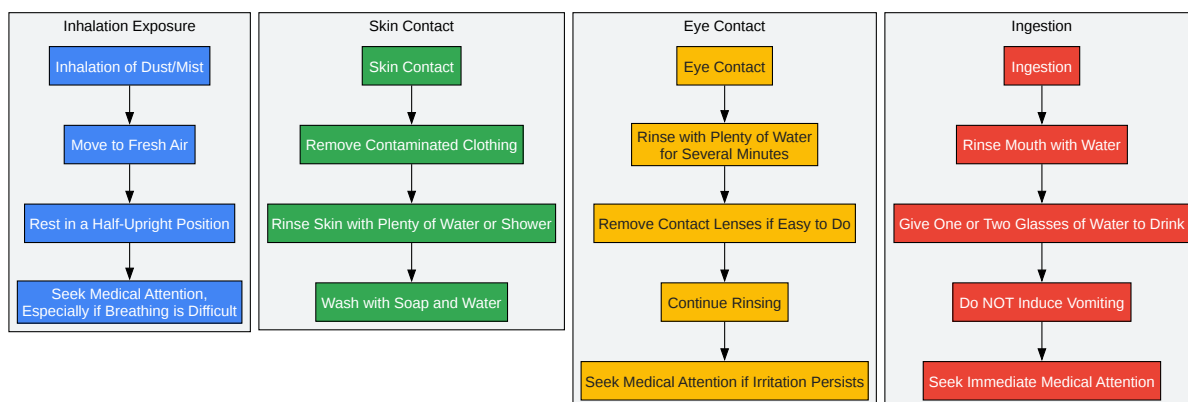 Inhalation Exposure
Inhalation of Dust/Mist
Move to Fresh Air
Rest in a Half-Upright Position
Seek Medical Attention,
Especially if Breathing is Difficult
Skin Contact
Skin Contact
Remove Contaminated Clothing
Rinse Skin with Plenty of Water or Shower
Wash with Soap and Water
Eye Contact
Eye Contact
Rinse with Plenty of Water
for Several Minutes
Remove Contact Lenses if Easy to Do
Continue Rinsing
Seek Medical Attention if Irritation Persists
Ingestion
Ingestion
Rinse Mouth with Water
Give One or Two Glasses of Water to Drink
Do NOT Induce Vomiting
Seek Immediate Medical Attention